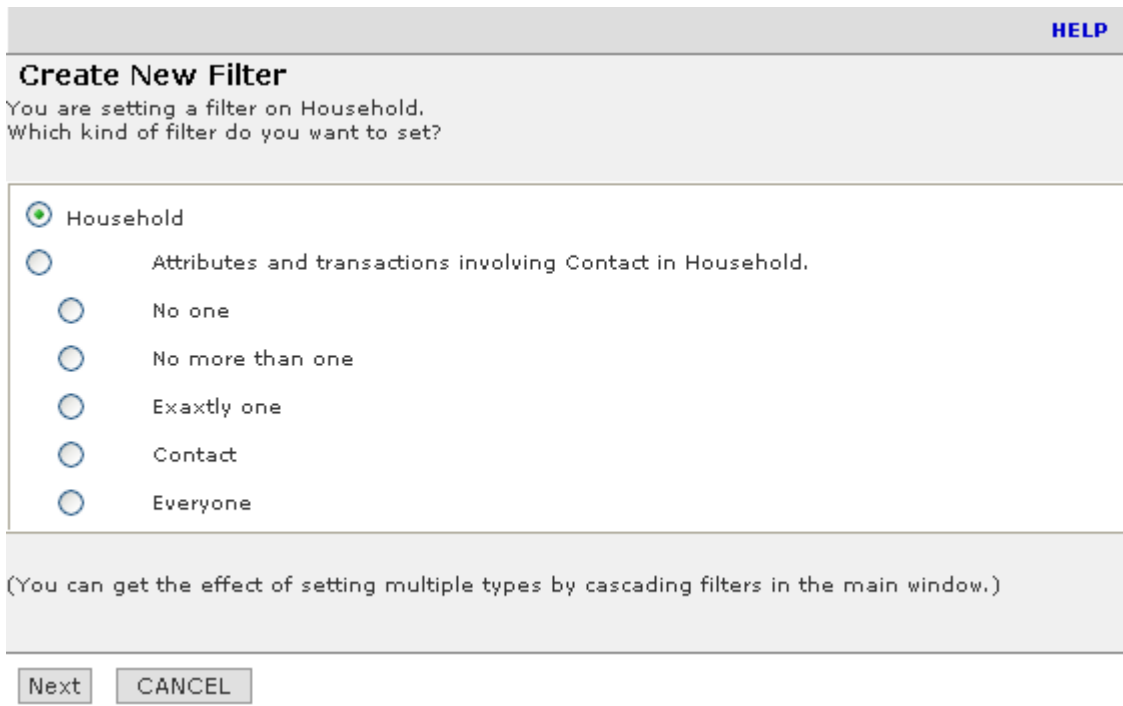 HELP
Create New Filter
You are setting a filter on Household.
Which kind of filter do you want to set?
Household
Attributes and transactions involving Contact in Household.
No one
No more than one
Exaxtly one
Contact
Everyone
(You can get the effect of setting multiple types by cascading filters in the main window.)
Next CANCEL